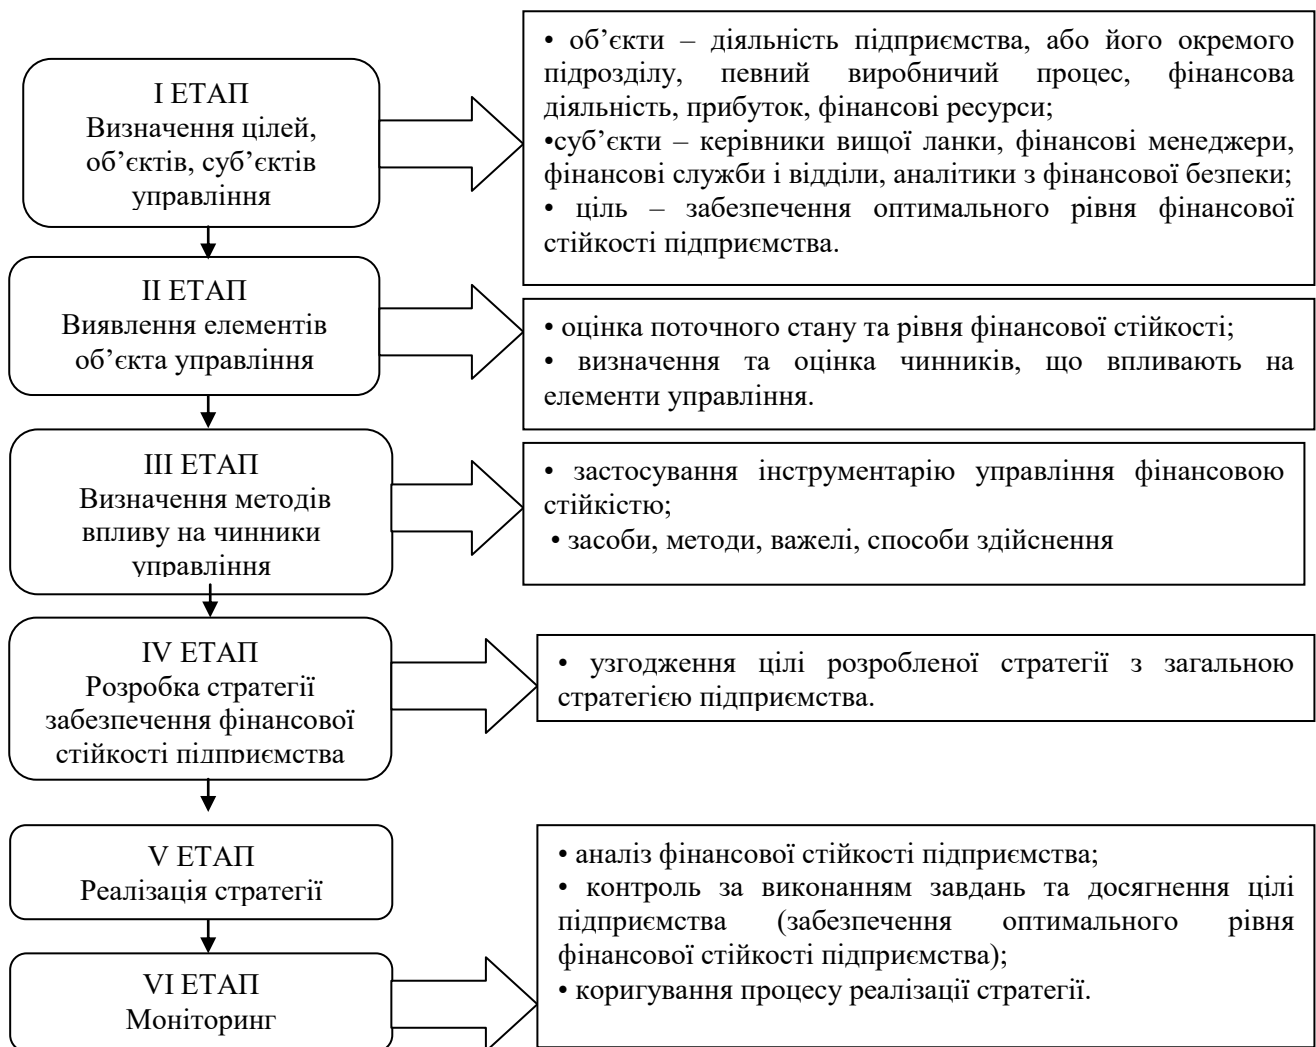 І ЕТАП
Визначення цілей,
об’єктів, суб’єктів
управління
• об’єкти – діяльність підприємства, або його окремого
підрозділу, певний виробничий процес, фінансова
діяльність, прибуток, фінансові ресурси;
•суб’єкти – керівники вищої ланки, фінансові менеджери,
фінансові служби і відділи, аналітики з фінансової безпеки;
• ціль – забезпечення оптимального рівня фінансової
стійкості підприємства.
ІІ ЕТАП
Виявлення елементів
об’єкта управління
• оцінка поточного стану та рівня фінансової стійкості;
• визначення та оцінка чинників, що впливають на
елементи управління.
ІІІ ЕТАП
Визначення методів
впливу на чинники
управління
• застосування інструментарію управління фінансовою
стійкістю;
• засоби, методи, важелі, способи здійснення
IV ЕТАП
Розробка стратегії
забезпечення фінансової
стійкості підприємства
• узгодження цілі розробленої стратегії з загальною
стратегією підприємства.
V ЕТАП
Реалізація стратегії
VI ЕТАП
Моніторинг
• аналіз фінансової стійкості підприємства;
• контроль за виконанням завдань та досягнення цілі
підприємства (забезпечення оптимального рівня
фінансової стійкості підприємства);
• коригування процесу реалізації стратегії.